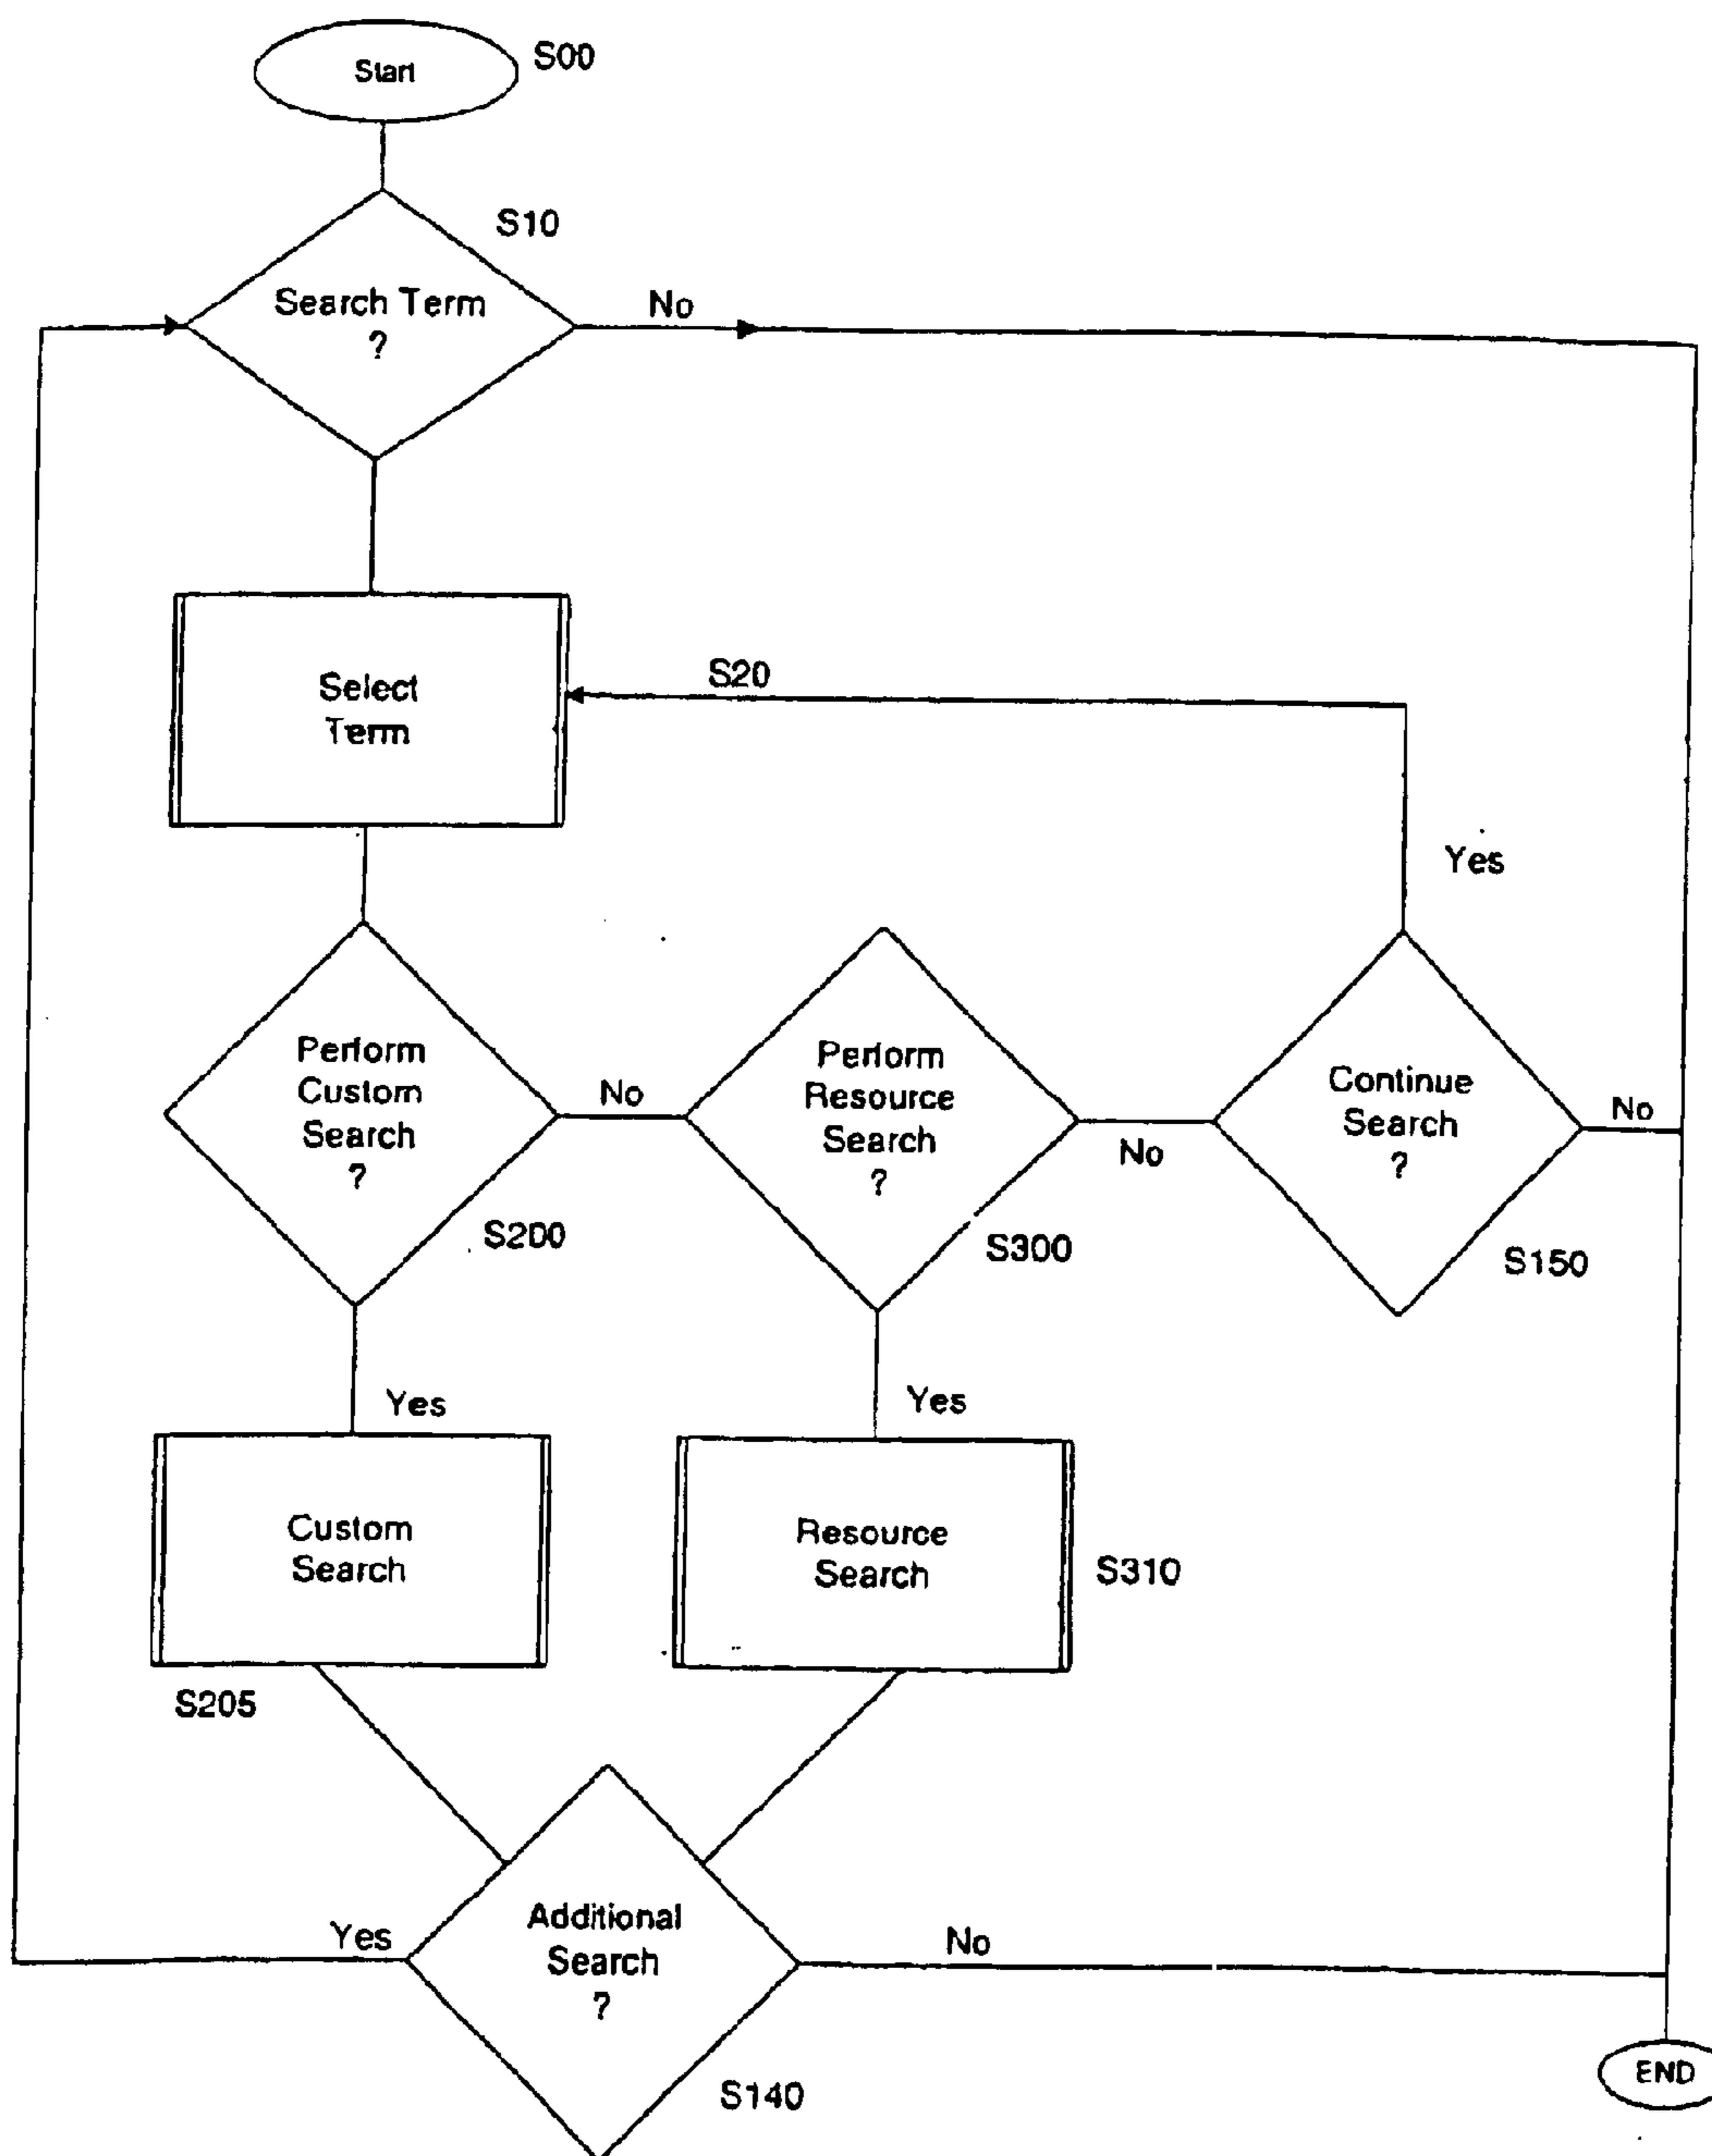 Start
S00
S10
Search Term
?
No
Select
Term
S20
Yes
Perform
Custom
Search
?
No
S200
Perform
Resource
Search
?
No
S300
Continue
Search
?
No
S150
Yes
Yes
Custom
Search
S205
Resource
Search
S310
Additional
Search
?
Yes
No
S140
END